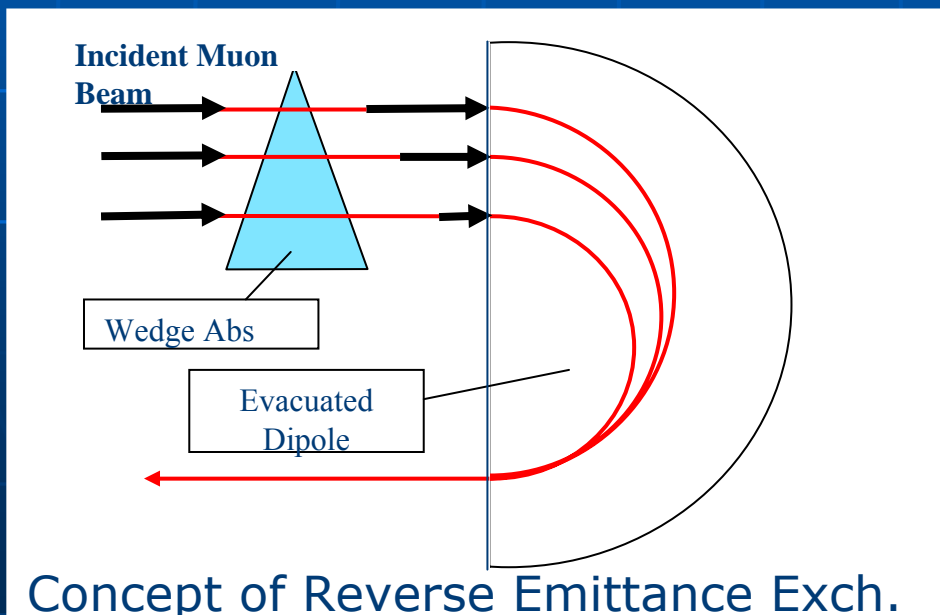 Incident Muon
Beam
Wedge Abs
Evacuated
Dipole
Concept of Reverse Emittance Exch.